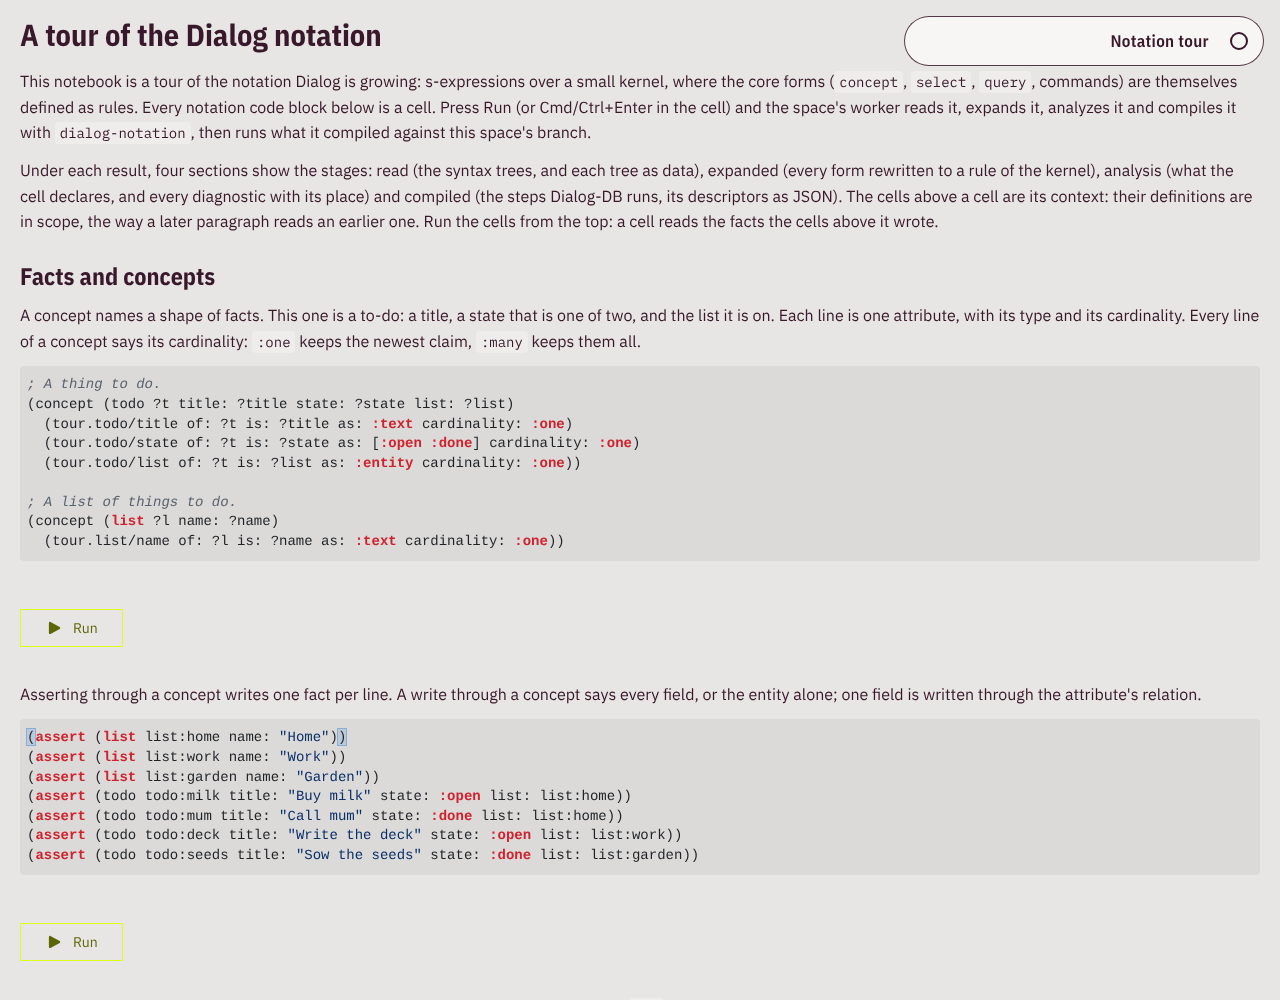 A tour of the Dialog notation
Notation tour
This notebook is a tour of the notation Dialog is growing: s-expressions over a small kernel, where the core forms ( concept , select , query , commands) are themselves
defined as rules. Every notation code block below is a cell. Press Run (or Cmd/Ctrl+Enter in the cell) and the space's worker reads it, expands it, analyzes it and compiles it
with dialog-notation , then runs what it compiled against this space's branch.
Under each result, four sections show the stages: read (the syntax trees, and each tree as data), expanded (every form rewritten to a rule of the kernel), analysis (what the
cell declares, and every diagnostic with its place) and compiled (the steps Dialog-DB runs, its descriptors as JSON). The cells above a cell are its context: their definitions are
in scope, the way a later paragraph reads an earlier one. Run the cells from the top: a cell reads the facts the cells above it wrote.
Facts and concepts
A concept names a shape of facts. This one is a to-do: a title, a state that is one of two, and the list it is on. Each line is one attribute, with its type and its cardinality. Every line
of a concept says its cardinality: :one keeps the newest claim, :many keeps them all.
; A thing to do.
(concept (todo ?t title: ?title state: ?state list: ?list)
  (tour.todo/title of: ?t is: ?title as: :text cardinality: :one)
  (tour.todo/state of: ?t is: ?state as: [:open :done] cardinality: :one)
  (tour.todo/list of: ?t is: ?list as: :entity cardinality: :one))
; A list of things to do.
(concept (list ?l name: ?name)
  (tour.list/name of: ?l is: ?name as: :text cardinality: :one))
Run
Asserting through a concept writes one fact per line. A write through a concept says every field, or the entity alone; one field is written through the attribute's relation.
(assert (list list:home name: "Home"))
(assert (list list:work name: "Work"))
(assert (list list:garden name: "Garden"))
(assert (todo todo:milk title: "Buy milk" state: :open list: list:home))
(assert (todo todo:mum title: "Call mum" state: :done list: list:home))
(assert (todo todo:deck title: "Write the deck" state: :open list: list:work))
(assert (todo todo:seeds title: "Sow the seeds" state: :done list: list:garden))
Run